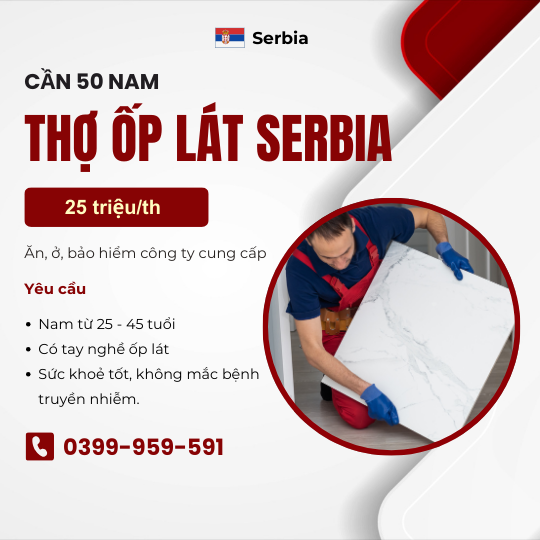 Serbia
CẦN 50 NAM
THỢ ỐP LÁT SERBIA
25 triệu/th
Ăn, ở, bảo hiểm công ty cung cấp
Yêu cầu
• Nam từ 25 - 45 tuổi
• Có tay nghề ốp lát
• Sức khoẻ tốt, không mắc bệnh
truyền nhiễm.
0399-959-591